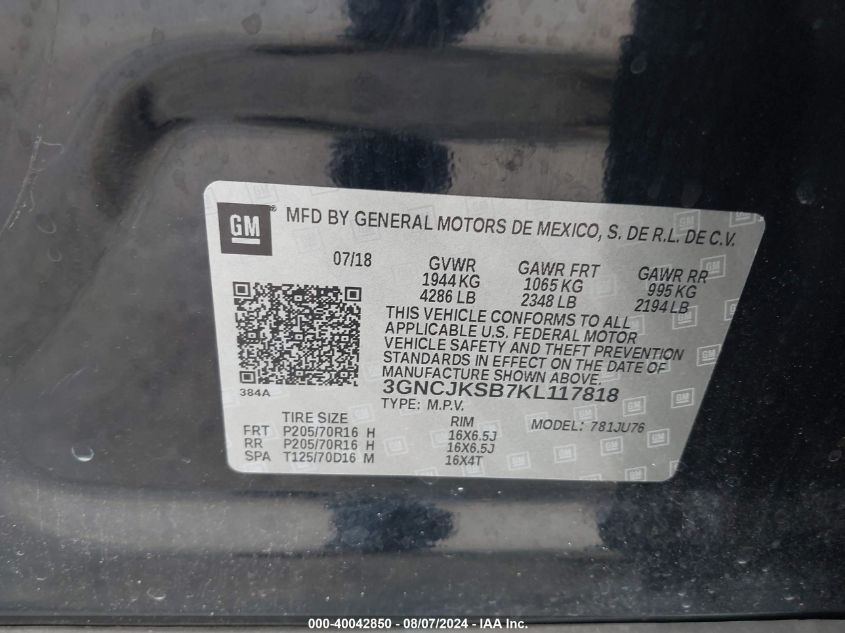 GM ® MFD BY GENERAL MOTORS DE MEXICO, S. DE R.L. DE C.V.
07/18 GVWR GAWR FRT GAWR RR
1944 KG 1065 KG 995 KG
4286 LB 2348 LB 2194 LB
THIS VEHICLE CONFORMS TO ALL
APPLICABLE U.S. FEDERAL MOTOR
VEHICLE SAFETY AND THEFT PREVENTION
STANDARDS IN EFFECT ON THE DATE OF
MANUFACTURE SHOWN ABOVE.
384A
3GNCJKSB7KL117818
TYPE: M.P.V.
TIRE SIZE RIM MODEL: 781JU76
FRT P205/70R16 H 16X6.5J
RR P205/70R16 H 16X6.5J
SPA T125/70D16 M 16X4T
000-40042850 - 08/07/2024 - IAA Inc.